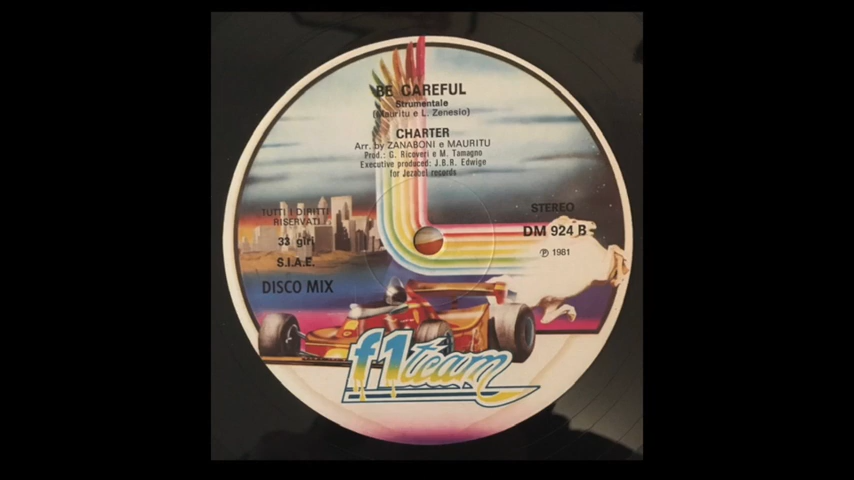 BE CAREFUL
Strumentale
(Mauritu e L. Zenesio)
CHARTER
Arr. by ZANABONI e MAURITU
Prod.: G. Ricoveri e M. Tamagno
Executive produced: J.B.R. Edwige
for Jezabel records
TUTTI I DIRITTI
RISERVATI
33 giri
S.I.A.E.
DISCO MIX
STEREO
DM 924 B
℗ 1981
f1 team